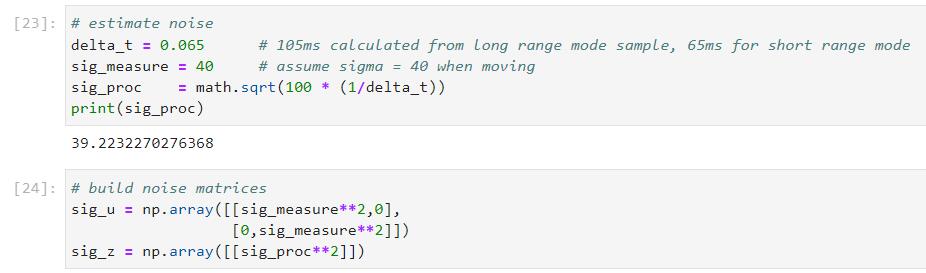 [23]: # estimate noise
delta_t = 0.065      # 105ms calculated from long range mode sample, 65ms for short range mode
sig_measure = 40     # assume sigma = 40 when moving
sig_proc    = math.sqrt(100 * (1/delta_t))
print(sig_proc)
39.2232270276368
[24]: # build noise matrices
sig_u = np.array([[sig_measure**2,0],
                  [0,sig_measure**2]])
sig_z = np.array([[sig_proc**2]])